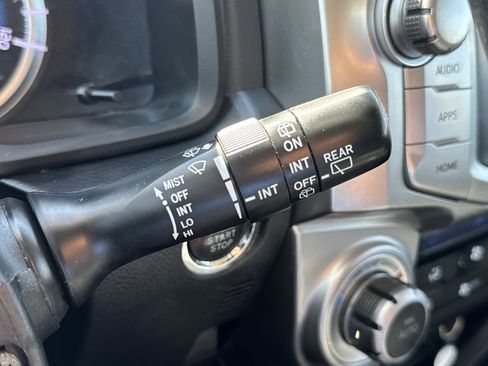 MIST
OFF
INT
LO
HI
INT
ON
INT
OFF
REAR
START
STOP
AUDIO
APPS
HOME
AUTO